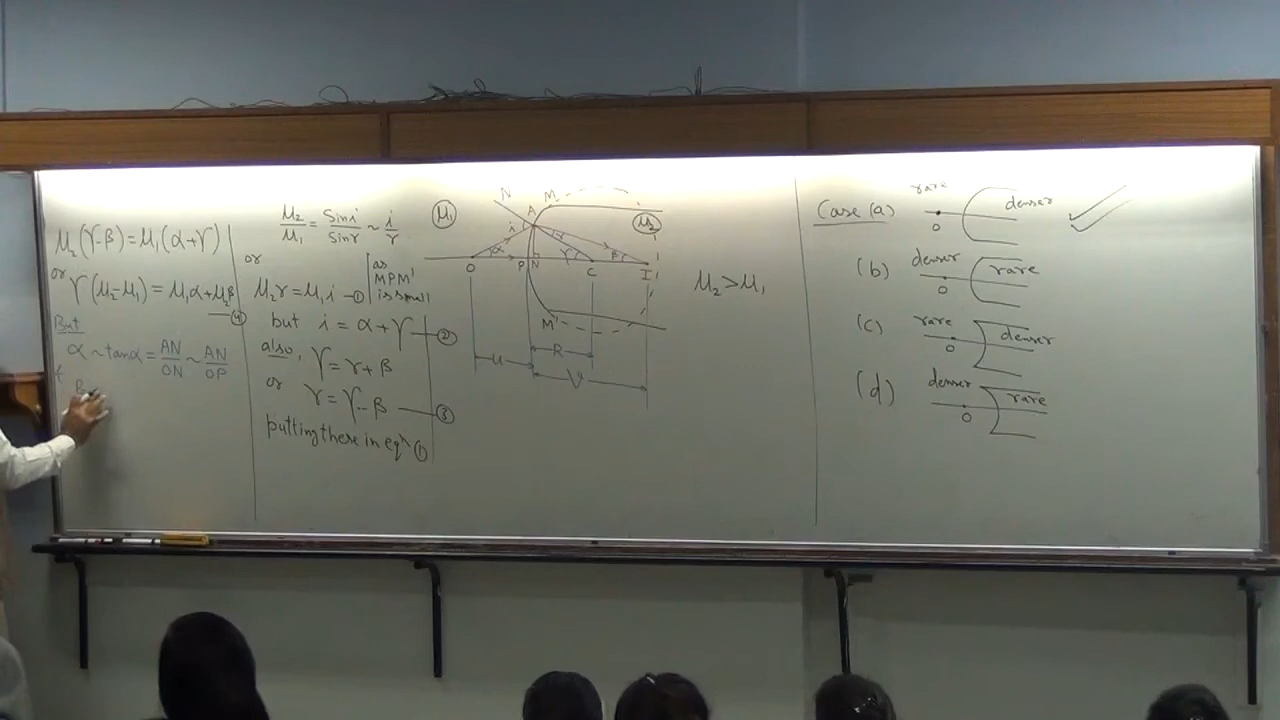 μ₂(γ-β) = μ₁(α+γ)
or γ(μ₂-μ₁) = μ₁α+μ₂β
—④
But
α ~ tanα = AN/ON ~ AN/OP
β
μ₂/μ₁ = Sin i/Sin r ~ i/r
or
μ₂r = μ₁i —①
as
MPM'
is small
but i = α + γ —②
also, γ = r + β
or r = γ - β —③
putting there in eqⁿ ①
μ₁
N
A
M
μ₂
i
r
α
γ
β
O
P
N
C
I
M'
R
u
V
μ₂ > μ₁
Case (a)
rare
denser
O
(b)
denser
rare
O
(c)
rare
denser
O
(d)
denser
rare
O